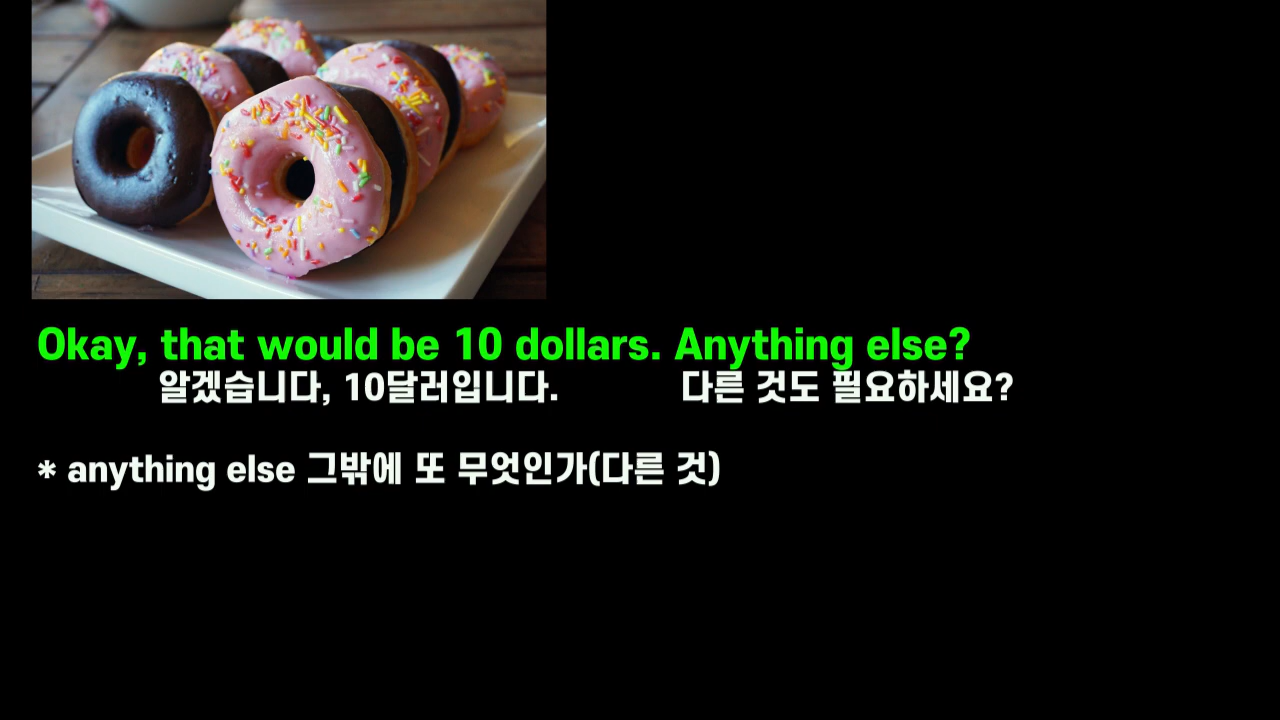 Okay, that would be 10 dollars. Anything else?
알겠습니다, 10달러입니다. 다른 것도 필요하세요?
* anything else 그밖에 또 무엇인가(다른 것)